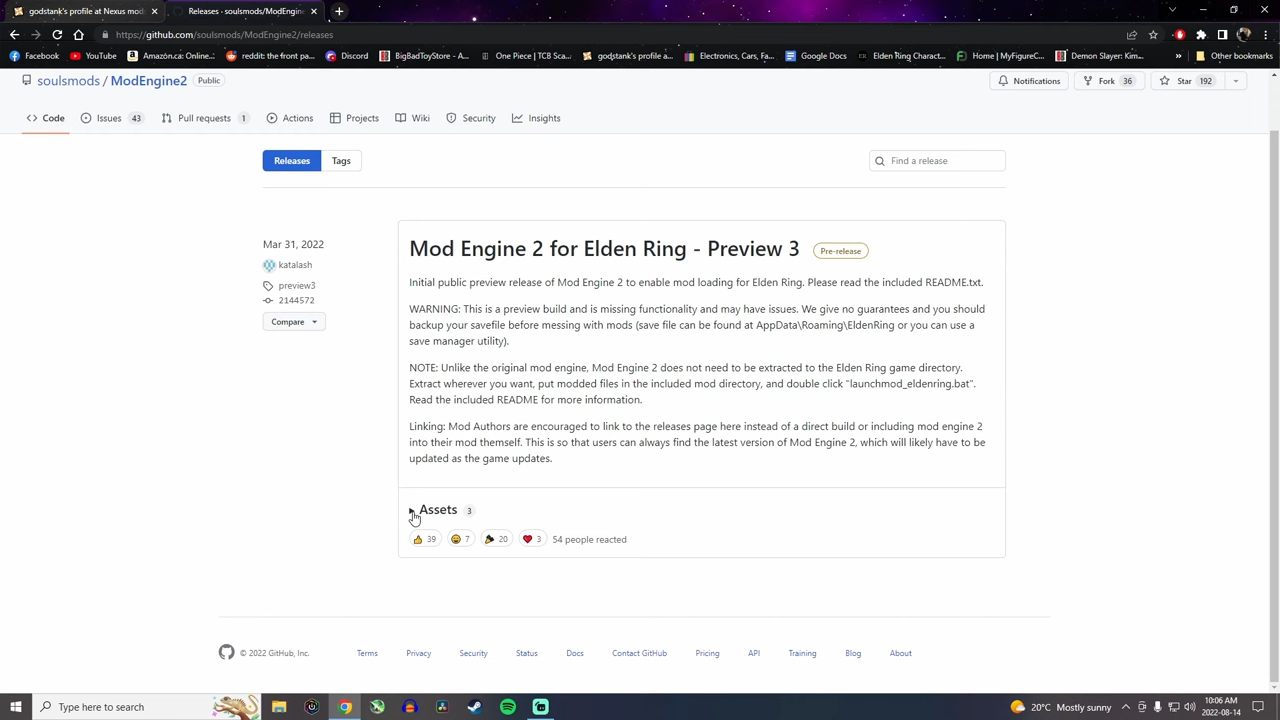 godstank's profile at Nexus mod
Releases · soulsmods/ModEngine2
https://github.com/soulsmods/ModEngine2/releases
Facebook
YouTube
Amazon.ca: Online...
reddit: the front pa...
Discord
BigBadToyStore - A...
One Piece | TCB Sca...
godstank's profile a...
Electronics, Cars, Fa...
Google Docs
Elden Ring Charact...
Home | MyFigureC...
Demon Slayer: Kim...
»
Other bookmarks
soulsmods / ModEngine2
Public
Notifications
Fork 36
Star 192
Code
Issues 43
Pull requests 1
Actions
Projects
Wiki
Security
Insights
Releases
Tags
Find a release
Mar 31, 2022
katalash
preview3
2144572
Compare
Mod Engine 2 for Elden Ring - Preview 3
Pre-release
Initial public preview release of Mod Engine 2 to enable mod loading for Elden Ring. Please read the included README.txt.
WARNING: This is a preview build and is missing functionality and may have issues. We give no guarantees and you should
backup your savefile before messing with mods (save file can be found at AppData\Roaming\EldenRing or you can use a
save manager utility).
NOTE: Unlike the original mod engine, Mod Engine 2 does not need to be extracted to the Elden Ring game directory.
Extract wherever you want, put modded files in the included mod directory, and double click "launchmod_eldenring.bat".
Read the included README for more information.
Linking: Mod Authors are encouraged to link to the releases page here instead of a direct build or including mod engine 2
into their mod themself. This is so that users can always find the latest version of Mod Engine 2, which will likely have to be
updated as the game updates.
Assets 3
👍 39
😄 7
🎉 20
❤️ 3
54 people reacted
© 2022 GitHub, Inc.
Terms
Privacy
Security
Status
Docs
Contact GitHub
Pricing
API
Training
Blog
About
Type here to search
20°C Mostly sunny
10:06 AM
2022-08-14